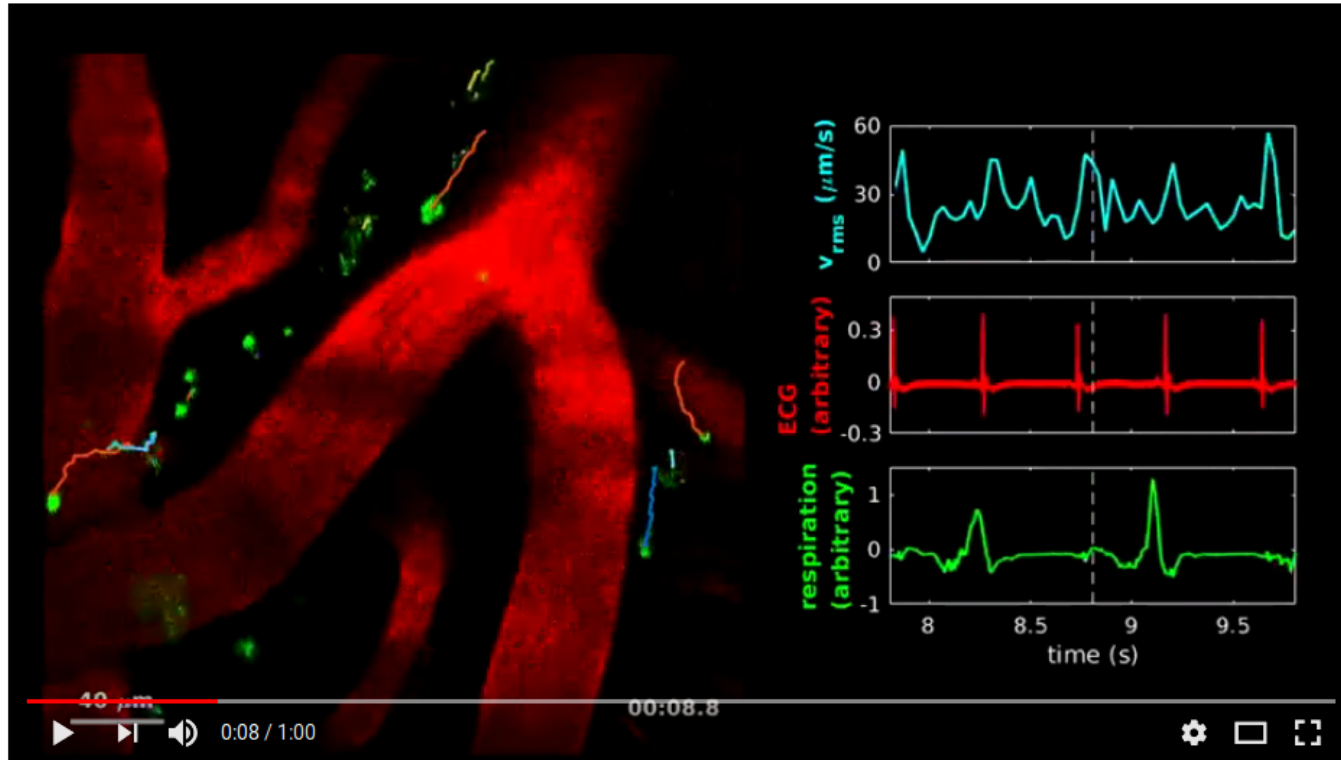 60
30
0
v_rms (μm/s)
0.3
0
-0.3
ECG
(arbitrary)
1
0
-1
respiration
(arbitrary)
8
8.5
9
9.5
time (s)
40 μm
00:08.8
0:08 / 1:00